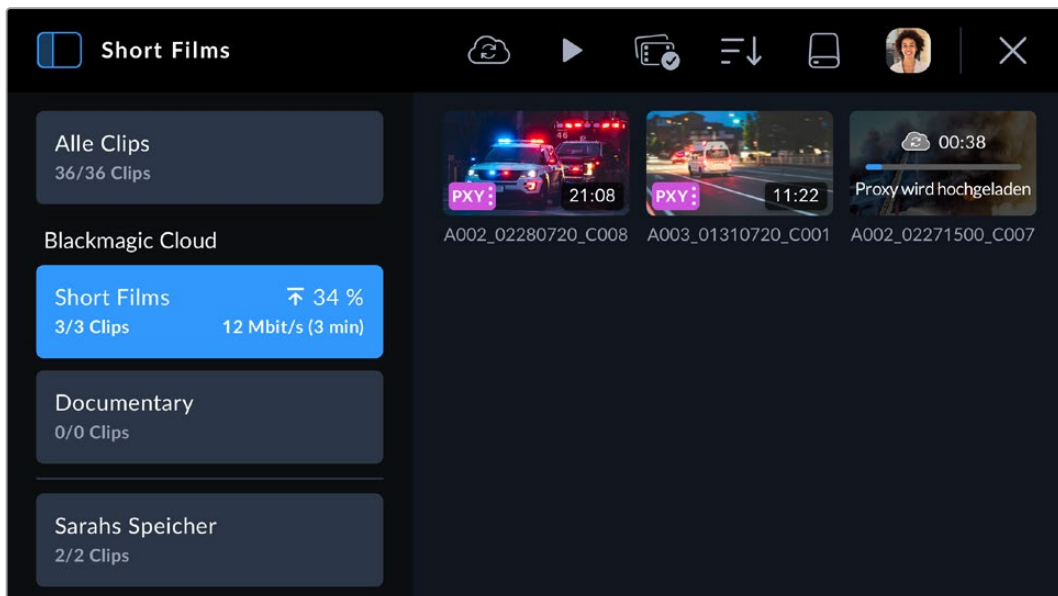 Short Films
Alle Clips
36/36 Clips
Blackmagic Cloud
Short Films 34 %
3/3 Clips 12 Mbit/s (3 min)
Documentary
0/0 Clips
Sarahs Speicher
2/2 Clips
46
PXY 21:08
A002_02280720_C008
PXY 11:22
A003_01310720_C001
00:38
Proxy wird hochgeladen
A002_02271500_C007